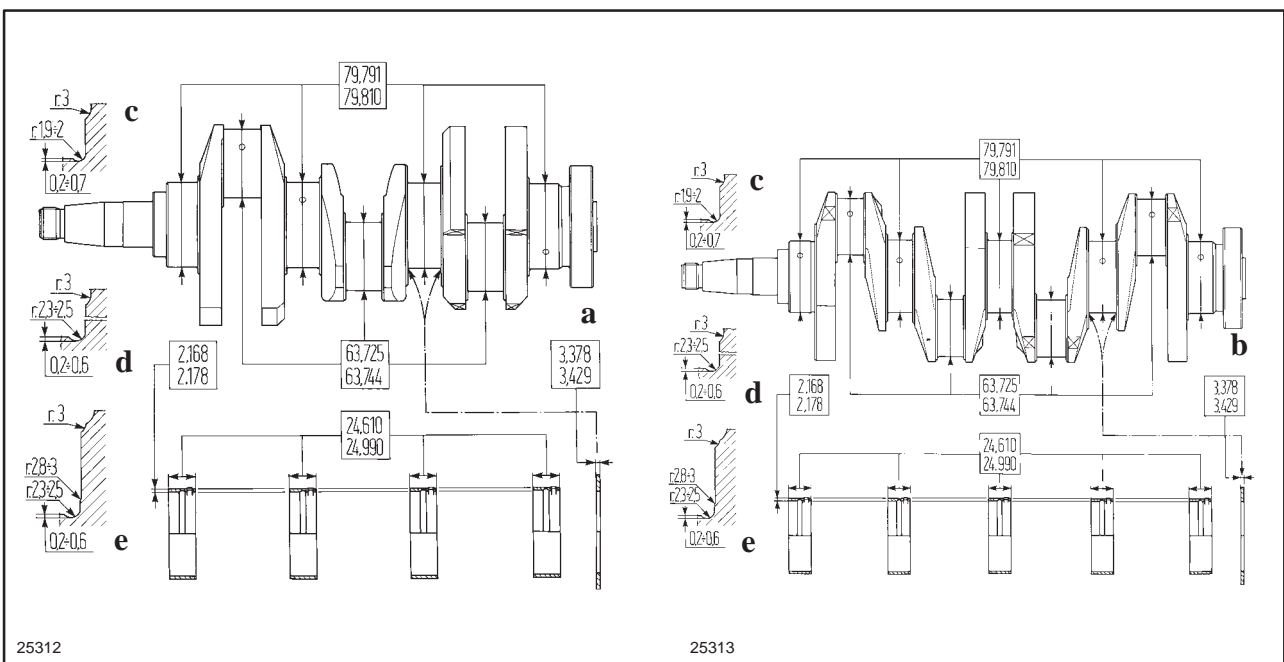 79,791
79,810
r.3
c
r.1,9÷2
0,2÷0,7
a
r.3
r.2,3÷2,5
0,2÷0,6
d
2,168
2,178
63,725
63,744
3,378
3,429
r.3
24,610
24,990
r.2,8÷3
r.2,3÷2,5
0,2÷0,6
e
25312
79,791
79,810
r.3
c
r.1,9÷2
0,2÷0,7
b
r.3
r.2,3÷2,5
0,2÷0,6
d
2,168
2,178
63,725
63,744
3,378
3,429
r.3
24,610
24,990
r.2,8÷3
r.2,3÷2,5
0,2÷0,6
e
25313